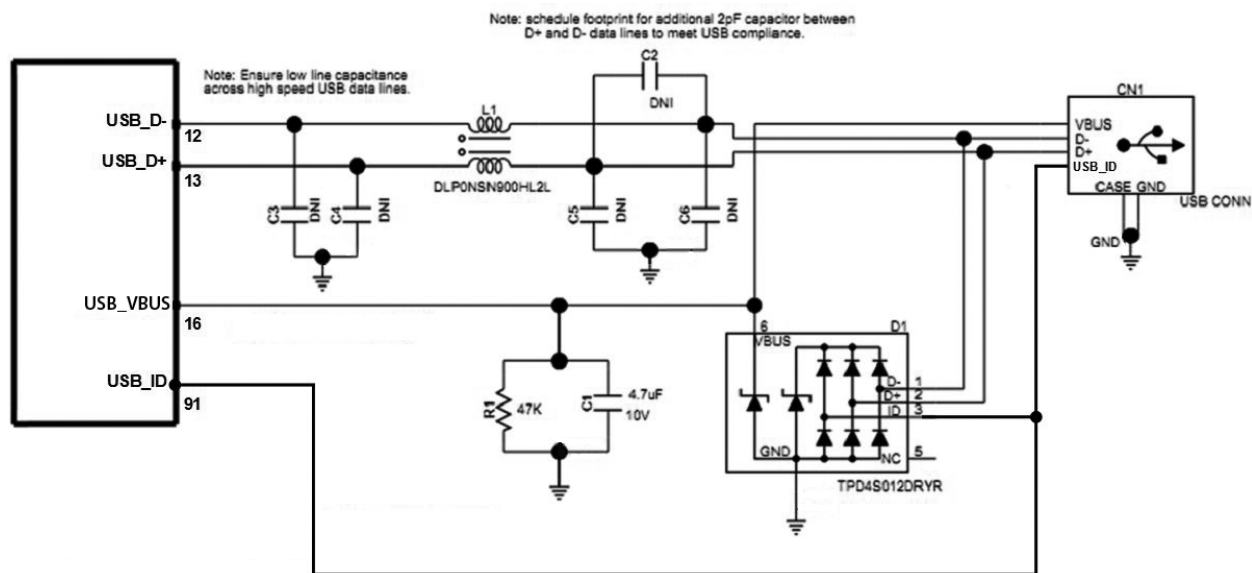 Note: schedule footprint for additional 2pF capacitor between
D+ and D- data lines to meet USB compliance.
C2
DNI
Note: Ensure low line capacitance
across high speed USB data lines.
L1
CN1
USB_D-
12
USB_D+
13
DLP0NSN900HL2L
VBUS
D-
D+
USB_ID
CASE GND
USB CONN
GND
C3
DNI
C4
DNI
C5
DNI
C6
DNI
USB_VBUS
16
USB_ID
91
R1
47K
C1
4.7uF
10V
6
D1
VBUS
D- 1
D+ 2
ID 3
GND
NC 5
TPD4S012DRYR